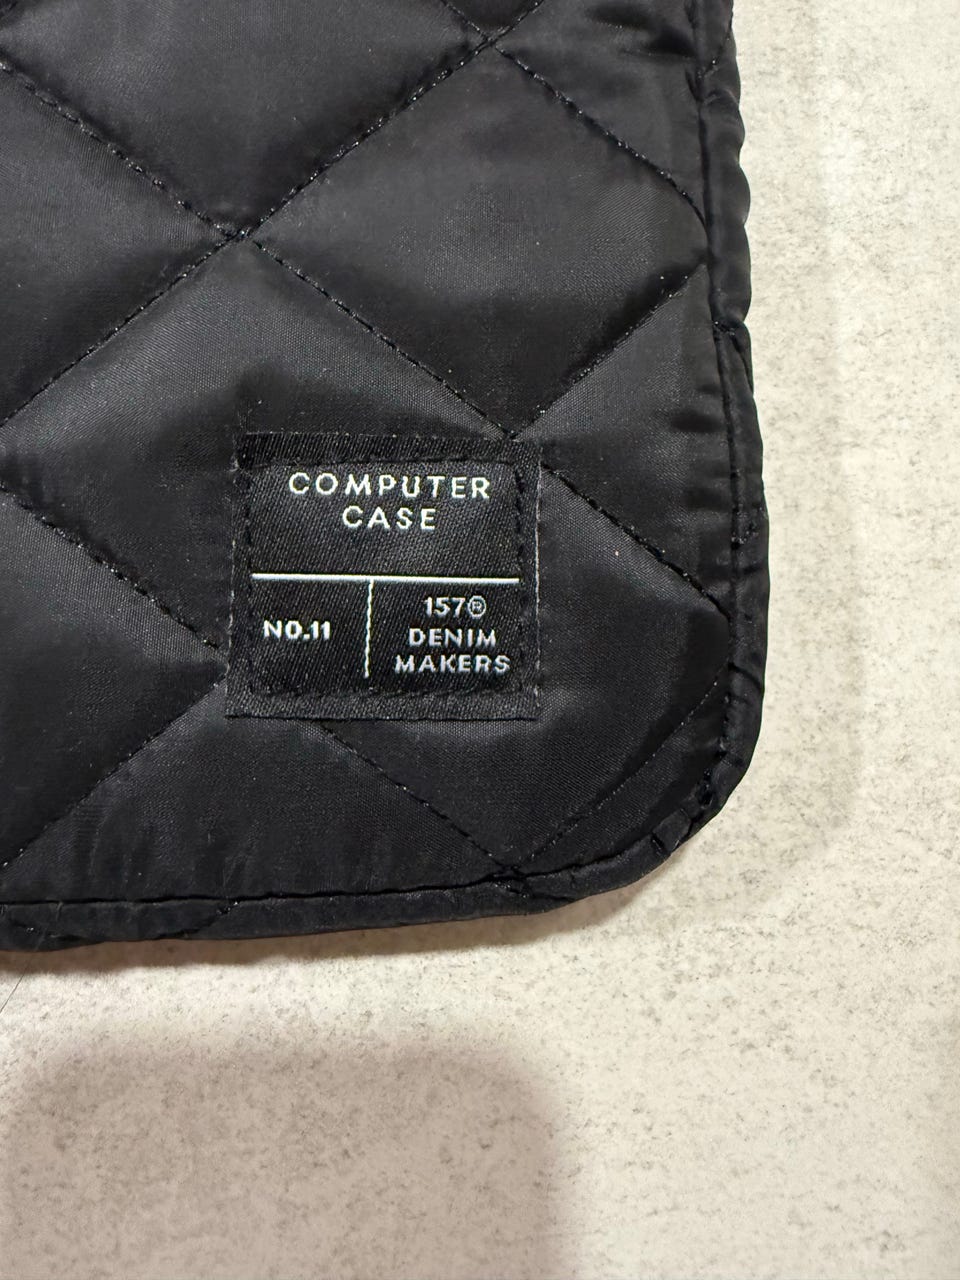 COMPUTER
CASE
NO.11
157®
DENIM
MAKERS